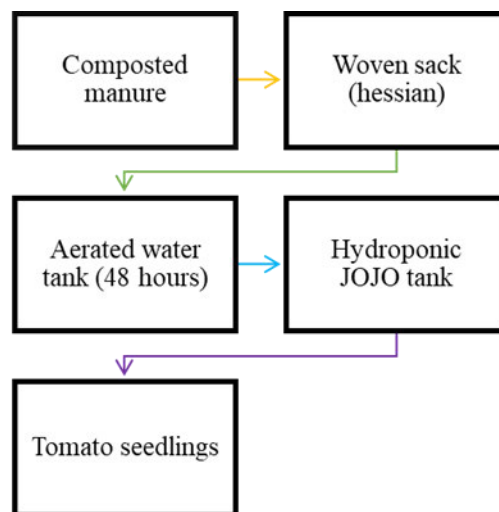 Composted
manure
Woven sack
(hessian)
Aerated water
tank (48 hours)
Hydroponic
JOJO tank
Tomato seedlings